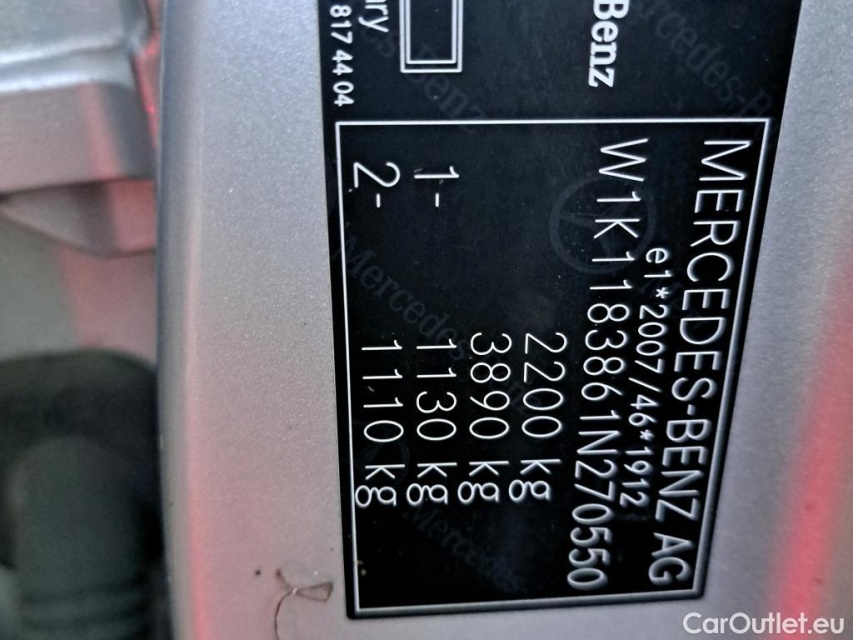 Benz
ary
817 44 04
MERCEDES-BENZ AG
e1*2007/46*1912
W1K1183861N270550
2200 kg
3890 kg
1- 1130 kg
2- 1110 kg
CarOutlet.eu